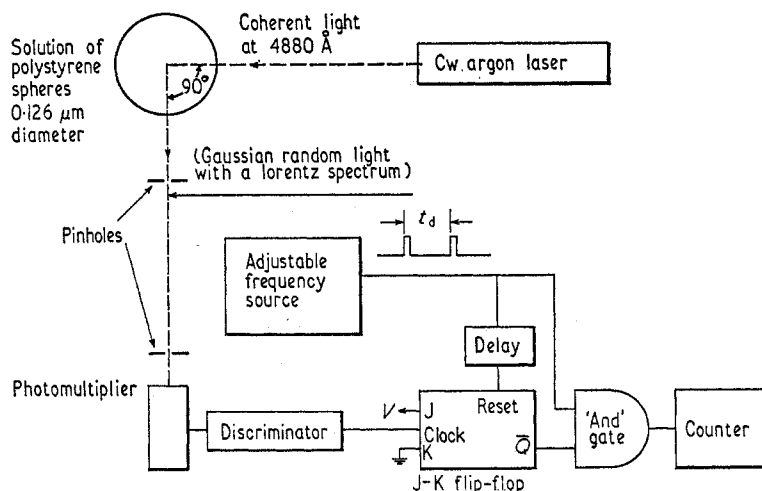 Solution of
polystyrene
spheres
0·126 μm
diameter
90°
Coherent light
at 4880 Å
Cw. argon laser
(Gaussian random light
with a lorentz spectrum)
Pinholes
t_d
Adjustable
frequency
source
Delay
Photomultiplier
Discriminator
V
J
Reset
Clock
K
Q̅
J-K flip-flop
'And'
gate
Counter